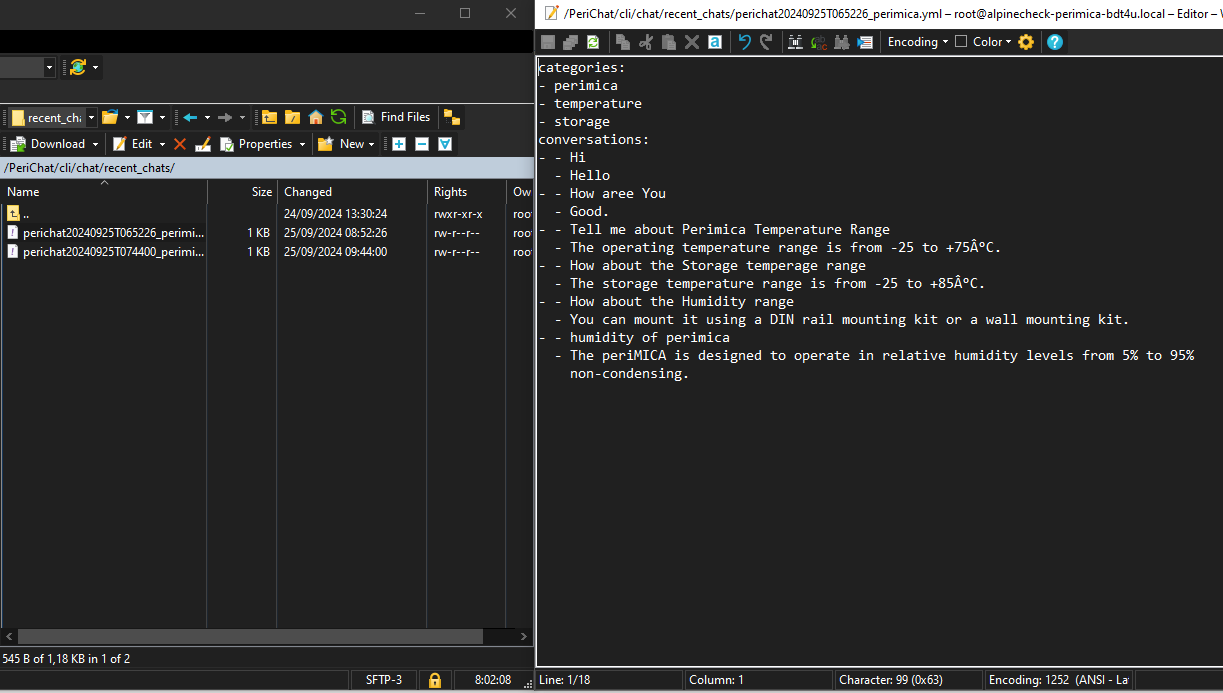 /PeriChat/cli/chat/recent_chats/perichat20240925T065226_perimica.yml – root@alpinecheck-perimica-bdt4u.local – Editor –
Encoding Color
recent_ch Find Files
Download Edit Properties New
/PeriChat/cli/chat/recent_chats/
Name Size Changed Rights Ow
.. 24/09/2024 13:30:24 rwxr-xr-x roo
perichat20240925T065226_perimi... 1 KB 25/09/2024 08:52:26 rw-r--r-- roo
perichat20240925T074400_perimi... 1 KB 25/09/2024 09:44:00 rw-r--r-- roo
545 B of 1,18 KB in 1 of 2
SFTP-3 8:02:08
categories:
- perimica
- temperature
- storage
conversations:
- - Hi
  - Hello
- - How aree You
  - Good.
- - Tell me about Perimica Temperature Range
  - The operating temperature range is from -25 to +75Â°C.
- - How about the Storage temperage range
  - The storage temperature range is from -25 to +85Â°C.
- - How about the Humidity range
  - You can mount it using a DIN rail mounting kit or a wall mounting kit.
- - humidity of perimica
  - The periMICA is designed to operate in relative humidity levels from 5% to 95%
    non-condensing.
Line: 1/18 Column: 1 Character: 99 (0x63) Encoding: 1252 (ANSI - La